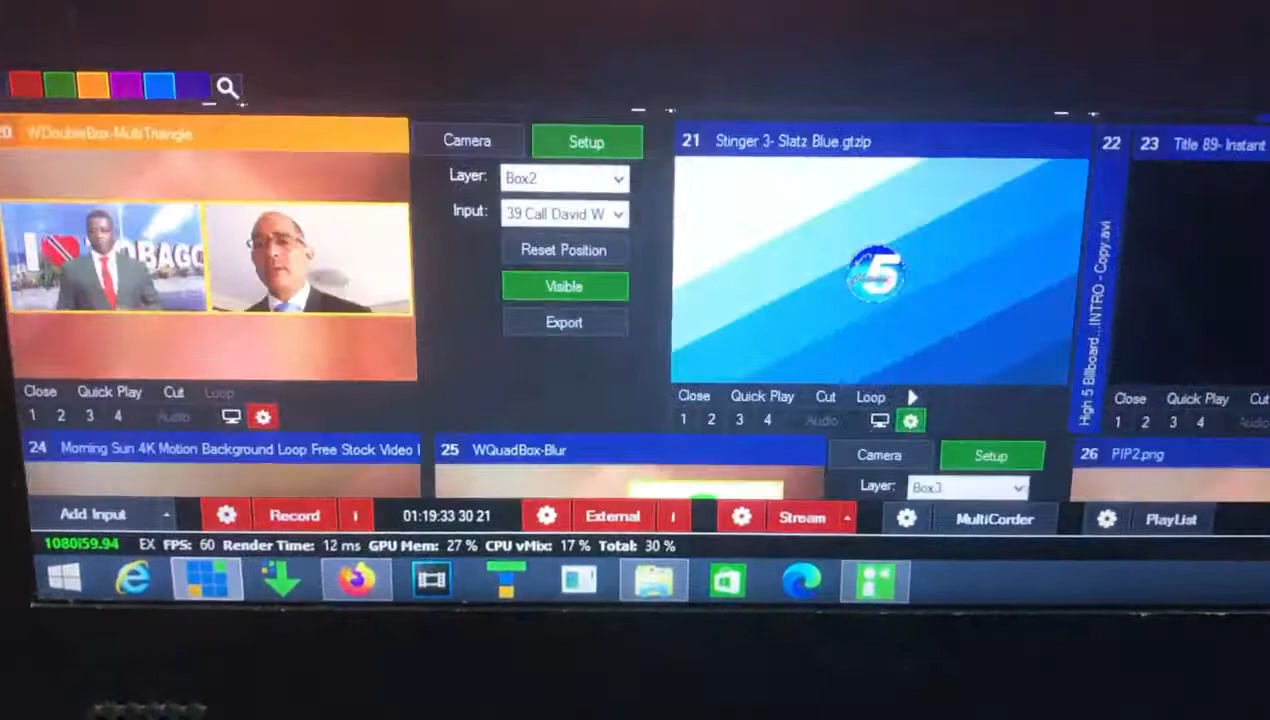 20 WDoubleBox-MultiTriangle
Camera
Setup
Layer:
Box2
Input:
39 Call David W
Reset Position
Visible
Export
I TOBAGO
Close Quick Play Cut Loop
1 2 3 4 Audio
21 Stinger 3- Slatz Blue.gtzip
5
Close Quick Play Cut Loop
1 2 3 4 Audio
22
High 5 Billboard...INTRO - Copy.avi
23 Title 89- Instant
Close Quick Play Cut
1 2 3 4 Audio
24 Morning Sun 4K Motion Background Loop Free Stock Video
25 WQuadBox-Blur
Camera
Setup
Layer:
Box3
26 PIP2.png
Add Input
Record
i
01:19:33 30 21
External
i
Stream
MultiCorder
PlayList
1080i59.94 EX FPS: 60 Render Time: 12 ms GPU Mem: 27 % CPU vMix: 17 % Total: 30 %